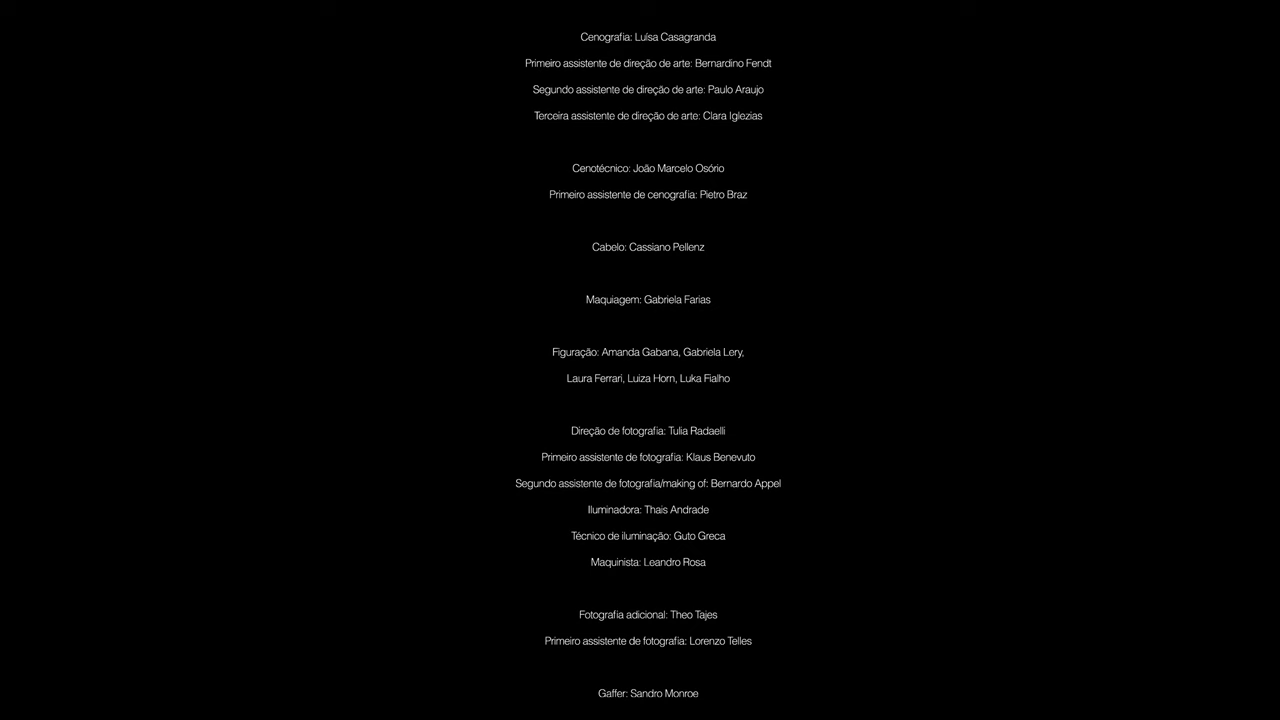 Cenografia: Luísa Casagranda
Primeiro assistente de direção de arte: Bernardino Fendt
Segundo assistente de direção de arte: Paulo Araujo
Terceira assistente de direção de arte: Clara Iglezias
Cenotécnico: João Marcelo Osório
Primeiro assistente de cenografia: Pietro Braz
Cabelo: Cassiano Pellenz
Maquiagem: Gabriela Farias
Figuração: Amanda Gabana, Gabriela Lery,
Laura Ferrari, Luiza Horn, Luka Fialho
Direção de fotografia: Tulia Radaelli
Primeiro assistente de fotografia: Klaus Benevuto
Segundo assistente de fotografia/making of: Bernardo Appel
Iluminadora: Thais Andrade
Técnico de iluminação: Guto Greca
Maquinista: Leandro Rosa
Fotografia adicional: Theo Tajes
Primeiro assistente de fotografia: Lorenzo Telles
Gaffer: Sandro Monroe